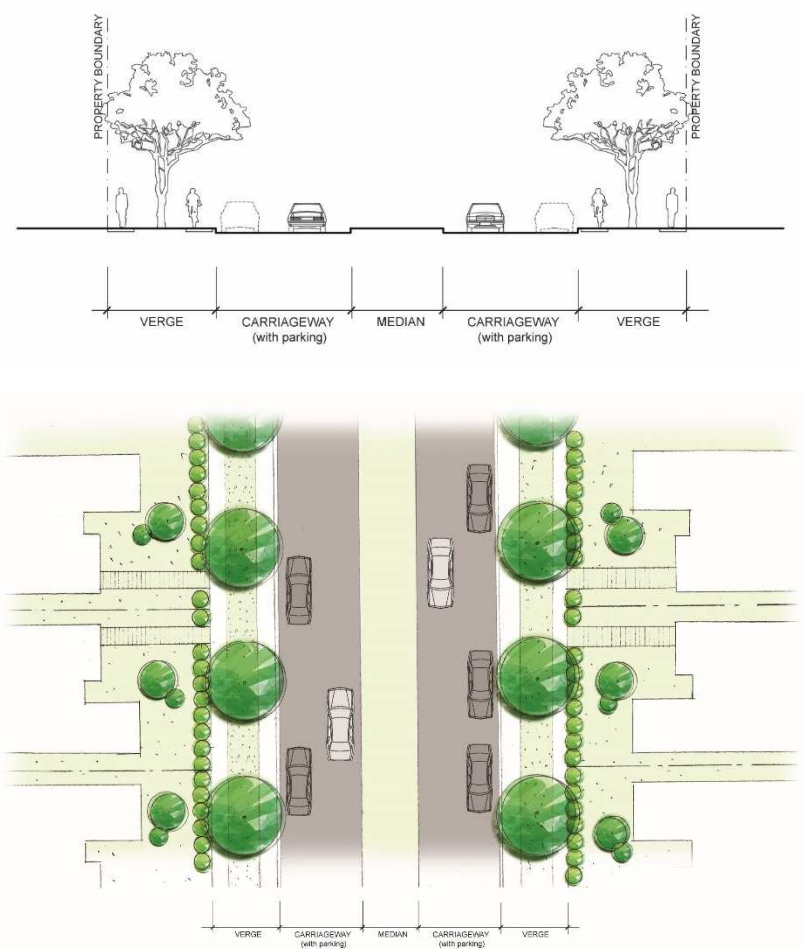 PROPERTY BOUNDARY
PROPERTY BOUNDARY
VERGE
CARRIAGEWAY
(with parking)
MEDIAN
CARRIAGEWAY
(with parking)
VERGE
VERGE
CARRIAGEWAY
(with parking)
MEDIAN
CARRIAGEWAY
(with parking)
VERGE